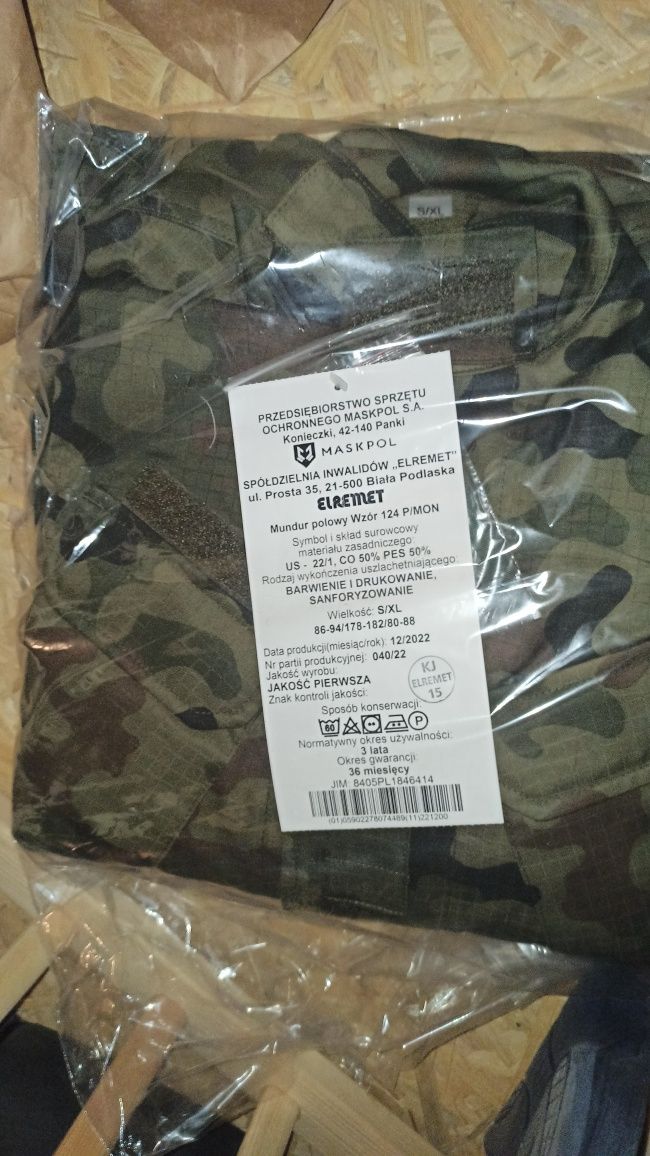 S/XL
PRZEDSIĘBIORSTWO SPRZĘTU
OCHRONNEGO MASKPOL S.A.
Konieczki, 42-140 Panki
MASKPOL
SPÓŁDZIELNIA INWALIDÓW „ELREMET"
ul. Prosta 35, 21-500 Biała Podlaska
ELREMET
Mundur polowy Wzór 124 P/MON
Symbol i skład surowcowy
materiału zasadniczego:
US - 22/1, CO 50% PES 50%
Rodzaj wykończenia uszlachetniającego:
BARWIENIE I DRUKOWANIE,
SANFORYZOWANIE
Wielkość: S/XL
86-94/178-182/80-88
Data produkcji(miesiąc/rok): 12/2022
Nr partii produkcyjnej: 040/22
Jakość wyrobu:
JAKOŚĆ PIERWSZA
Znak kontroli jakości:
KJ
ELREMET
15
Sposób konserwacji:
60
P
Normatywny okres używalności:
3 lata
Okres gwarancji:
36 miesięcy
JIM: 8405PL1846414
(01)05902278074489(11)221200